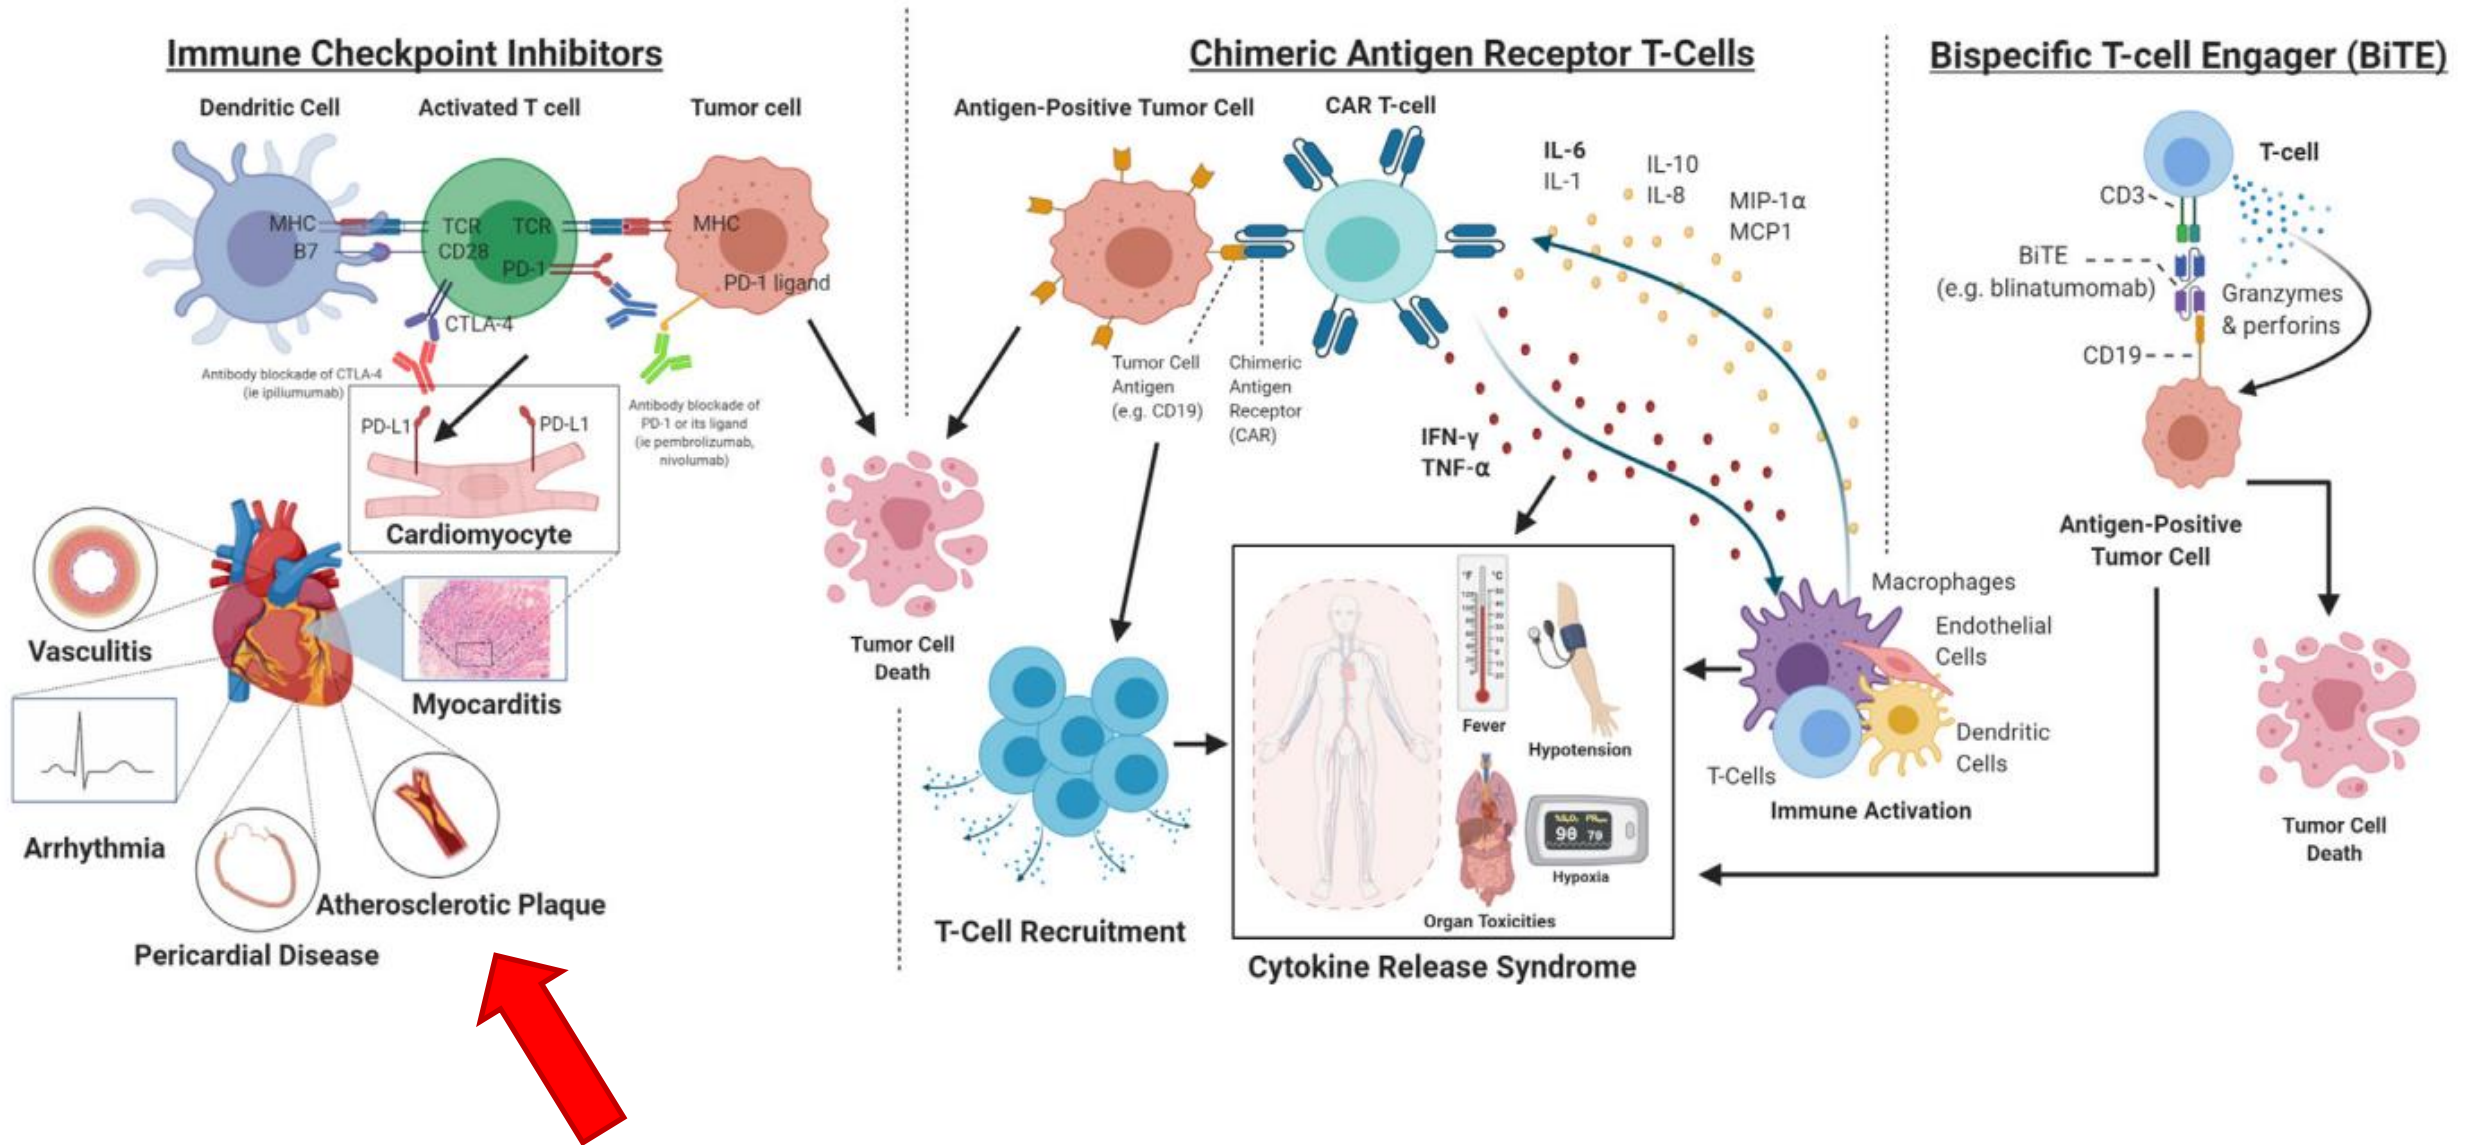 Immune Checkpoint Inhibitors
Dendritic Cell
Activated T cell
Tumor cell
MHC
TCR
TCR
MHC
B7
CD28
PD-1
PD-1 ligand
CTLA-4
Antibody blockade of CTLA-4
(ie ipiliumumab)
Antibody blockade of
PD-1 or its ligand
(ie pembrolizumab,
nivolumab)
PD-L1
PD-L1
Cardiomyocyte
Vasculitis
Myocarditis
Arrhythmia
Atherosclerotic Plaque
Pericardial Disease
Tumor Cell
Death
Chimeric Antigen Receptor T-Cells
Antigen-Positive Tumor Cell
CAR T-cell
IL-6
IL-1
IL-10
IL-8
MIP-1α
MCP1
Tumor Cell
Antigen
(e.g. CD19)
Chimeric
Antigen
Receptor
(CAR)
IFN-γ
TNF-α
T-Cell Recruitment
°F °C
Fever
Hypotension
98 79
Hypoxia
Organ Toxicities
Cytokine Release Syndrome
Macrophages
Endothelial
Cells
Dendritic
Cells
T-Cells
Immune Activation
Bispecific T-cell Engager (BiTE)
T-cell
CD3
BiTE
(e.g. blinatumomab)
Granzymes
& perforins
CD19
Antigen-Positive
Tumor Cell
Tumor Cell
Death